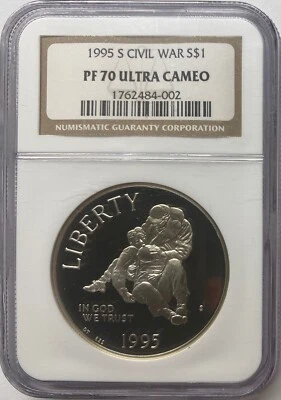 1995 S CIVIL WAR S$1
PF 70 ULTRA CAMEO
1762484-002
NUMISMATIC GUARANTY CORPORATION
LIBERTY
IN GOD
WE TRUST
1995
S